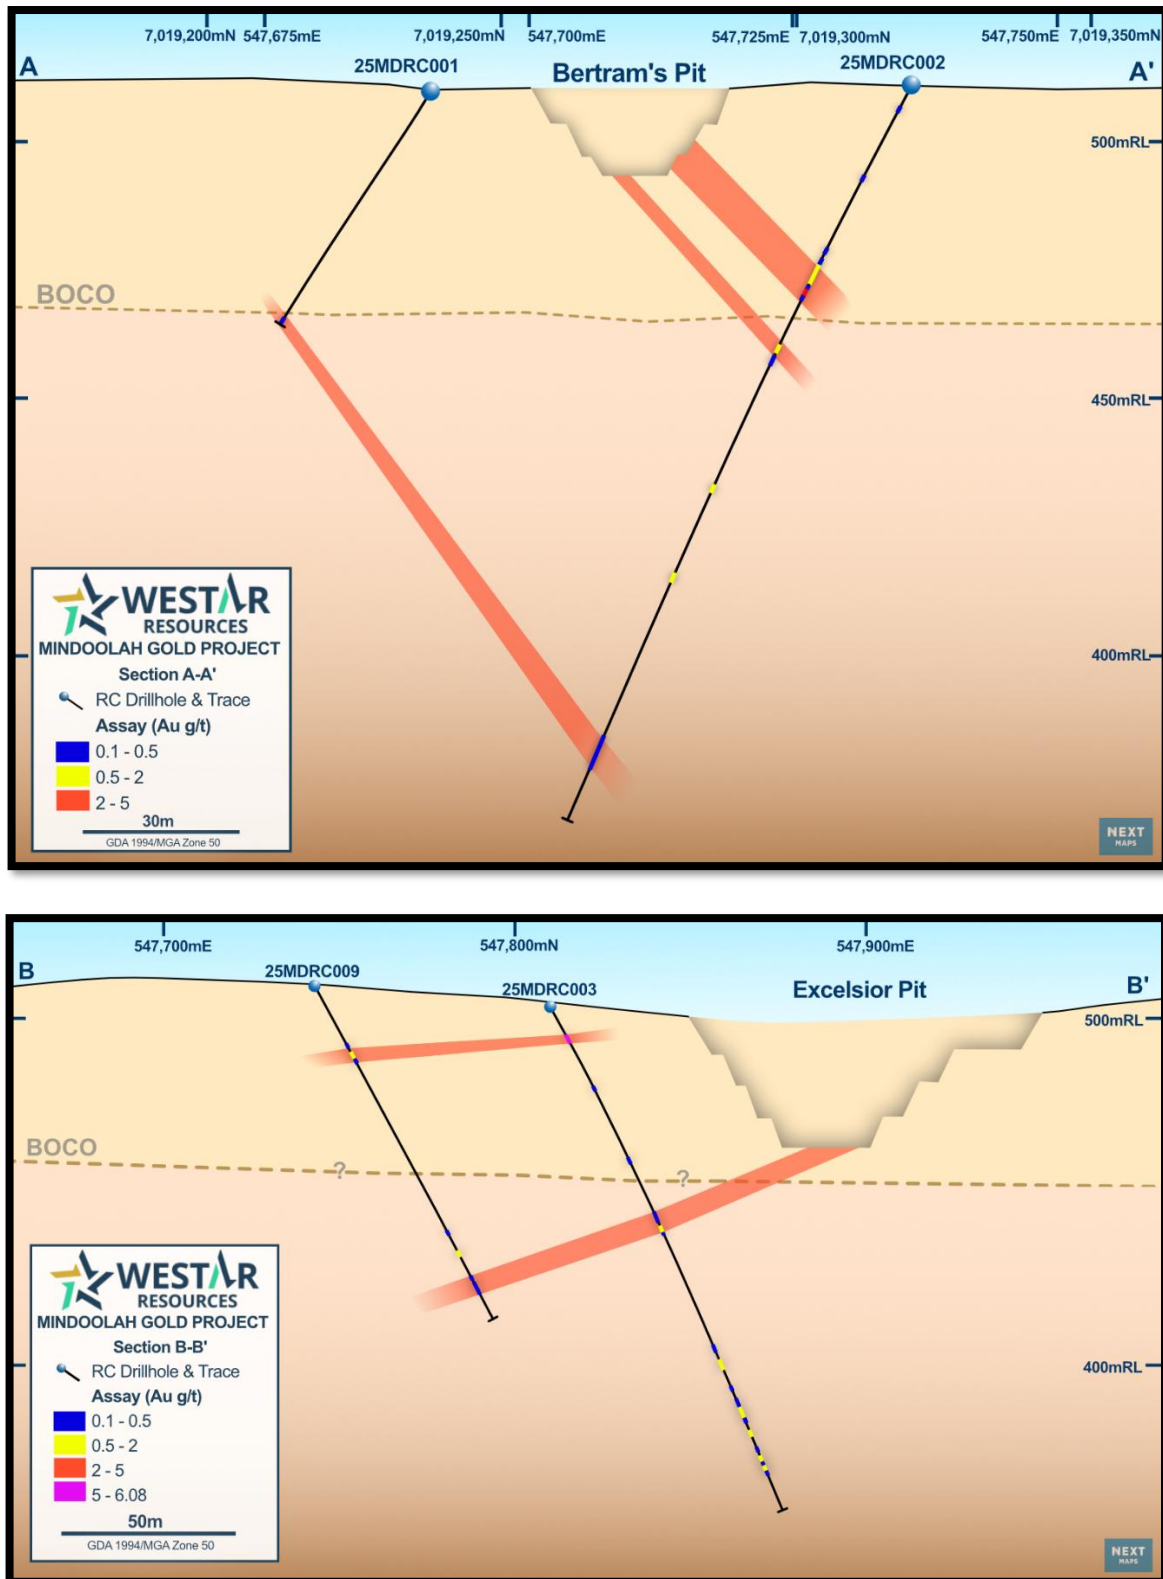 7,019,200mN 547,675mE 7,019,250mN 547,700mE 547,725mE 7,019,300mN 547,750mE 7,019,350mN
A 25MDRC001 Bertram's Pit 25MDRC002 A'
500mRL
BOCO
450mRL
400mRL
WESTAR
RESOURCES
MINDOOLAH GOLD PROJECT
Section A-A'
RC Drillhole & Trace
Assay (Au g/t)
0.1 - 0.5
0.5 - 2
2 - 5
30m
GDA 1994/MGA Zone 50
NEXT
MAPS
547,700mE 547,800mN 547,900mE
B 25MDRC009 25MDRC003 Excelsior Pit B'
500mRL
BOCO
? ?
400mRL
WESTAR
RESOURCES
MINDOOLAH GOLD PROJECT
Section B-B'
RC Drillhole & Trace
Assay (Au g/t)
0.1 - 0.5
0.5 - 2
2 - 5
5 - 6.08
50m
GDA 1994/MGA Zone 50
NEXT
MAPS